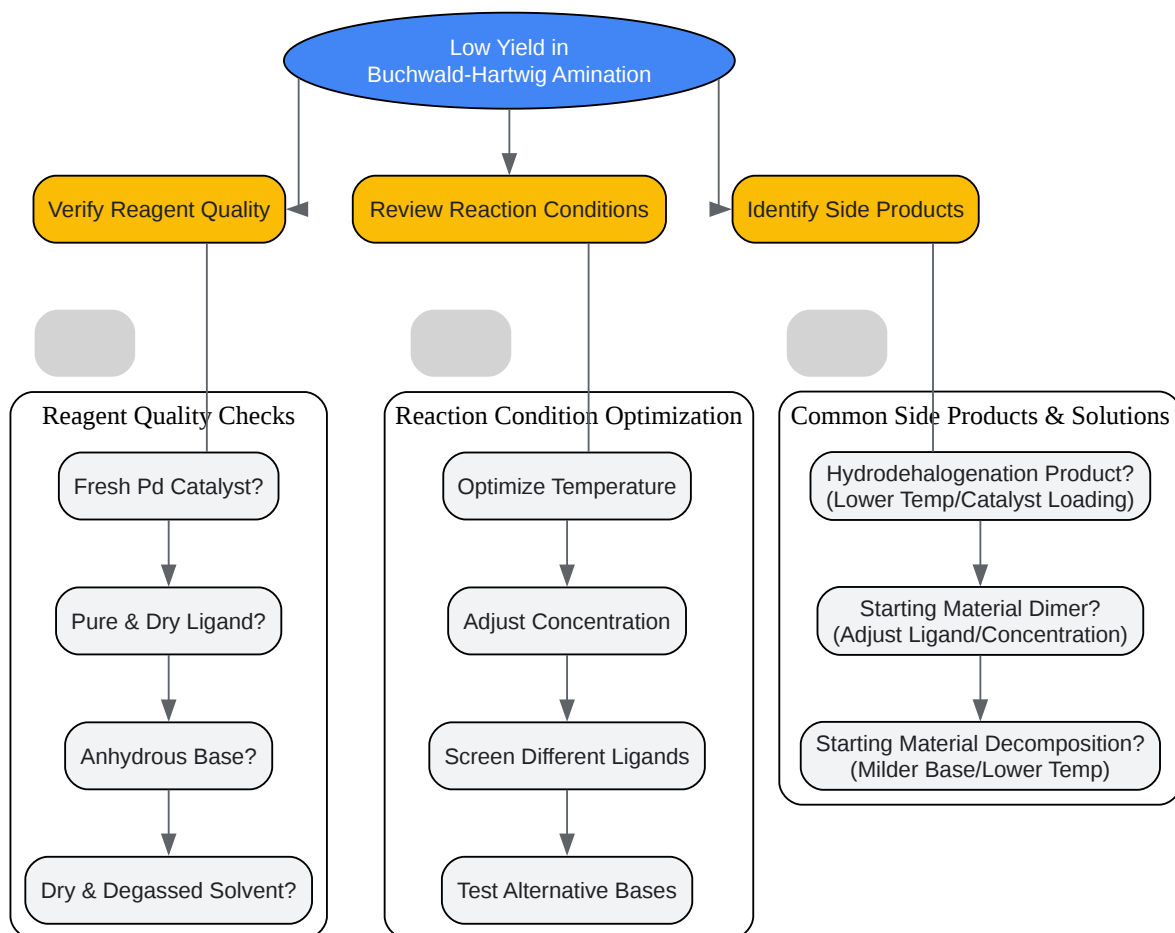 Low Yield in
Buchwald-Hartwig Amination
Verify Reagent Quality
Review Reaction Conditions
Identify Side Products
Reagent Quality Checks
Fresh Pd Catalyst?
Pure & Dry Ligand?
Anhydrous Base?
Dry & Degassed Solvent?
Reaction Condition Optimization
Optimize Temperature
Adjust Concentration
Screen Different Ligands
Test Alternative Bases
Common Side Products & Solutions
Hydrodehalogenation Product?
(Lower Temp/Catalyst Loading)
Starting Material Dimer?
(Adjust Ligand/Concentration)
Starting Material Decomposition?
(Milder Base/Lower Temp)